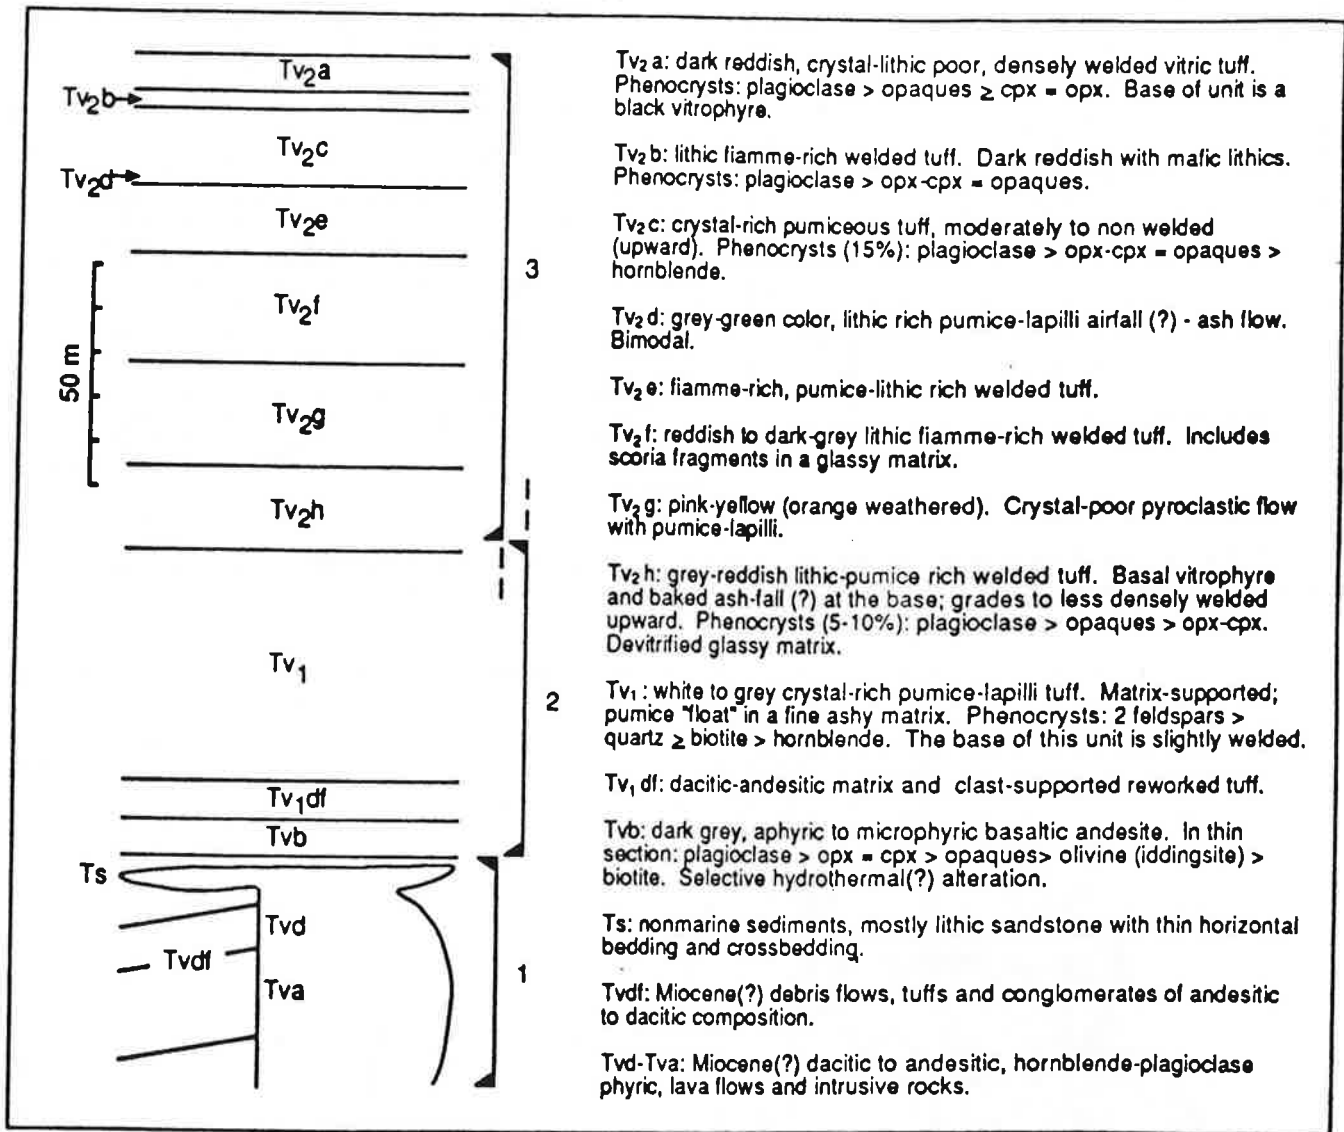 Tv₂a
Tv₂b
Tv₂c
Tv₂d
Tv₂e
Tv₂f
Tv₂g
Tv₂h
Tv₁
Tv₁df
Tvb
Ts
Tvd
Tvdf
Tva
50 m
3
2
1
Tv₂ a: dark reddish, crystal-lithic poor, densely welded vitric tuff.
Phenocrysts: plagioclase > opaques ≥ cpx = opx. Base of unit is a
black vitrophyre.
Tv₂ b: lithic fiamme-rich welded tuff. Dark reddish with mafic lithics.
Phenocrysts: plagioclase > opx-cpx = opaques.
Tv₂ c: crystal-rich pumiceous tuff, moderately to non welded
(upward). Phenocrysts (15%): plagioclase > opx-cpx = opaques >
hornblende.
Tv₂ d: grey-green color, lithic rich pumice-lapilli airfall (?) - ash flow.
Bimodal.
Tv₂ e: fiamme-rich, pumice-lithic rich welded tuff.
Tv₂ f: reddish to dark-grey lithic fiamme-rich welded tuff. Includes
scoria fragments in a glassy matrix.
Tv₂ g: pink-yellow (orange weathered). Crystal-poor pyroclastic flow
with pumice-lapilli.
Tv₂ h: grey-reddish lithic-pumice rich welded tuff. Basal vitrophyre
and baked ash-fall (?) at the base; grades to less densely welded
upward. Phenocrysts (5-10%): plagioclase > opaques > opx-cpx.
Devitrified glassy matrix.
Tv₁ : white to grey crystal-rich pumice-lapilli tuff. Matrix-supported;
pumice "float" in a fine ashy matrix. Phenocrysts: 2 feldspars >
quartz ≥ biotite > hornblende. The base of this unit is slightly welded.
Tv₁ df: dacitic-andesitic matrix and clast-supported reworked tuff.
Tvb: dark grey, aphyric to microphyric basaltic andesite. In thin
section: plagioclase > opx = cpx > opaques> olivine (iddingsite) >
biotite. Selective hydrothermal(?) alteration.
Ts: nonmarine sediments, mostly lithic sandstone with thin horizontal
bedding and crossbedding.
Tvdf: Miocene(?) debris flows, tuffs and conglomerates of andesitic
to dacitic composition.
Tvd-Tva: Miocene(?) dacitic to andesitic, hornblende-plagioclase
phyric, lava flows and intrusive rocks.